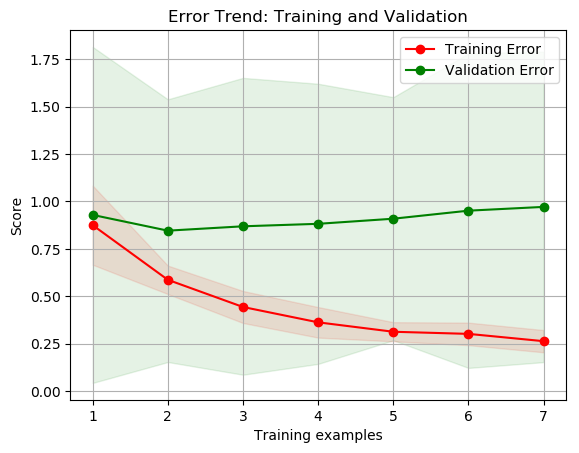 Error Trend: Training and Validation
Training Error
Validation Error
Score
1.75
1.50
1.25
1.00
0.75
0.50
0.25
0.00
1 2 3 4 5 6 7
Training examples